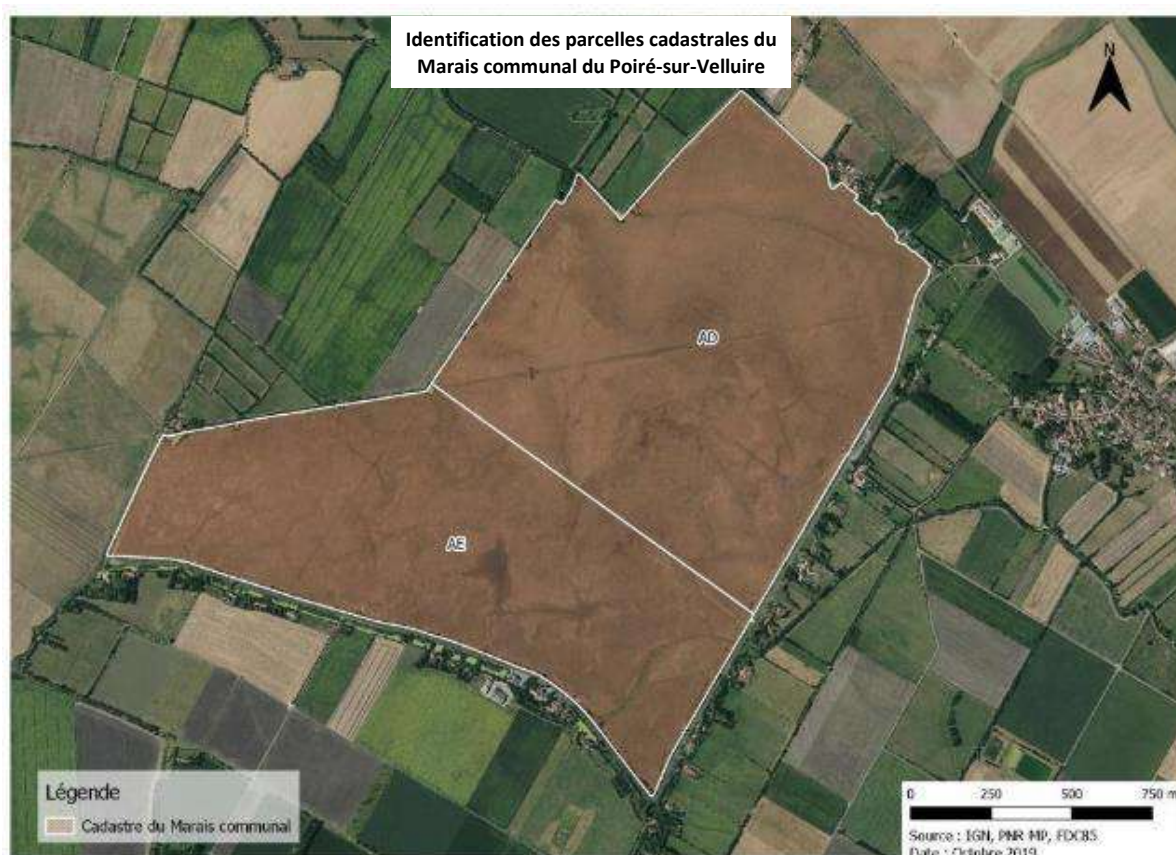 Identification des parcelles cadastrales du
Marais communal du Poiré-sur-Velluire
N
AD
AE
Légende
Cadastre du Marais communal
0 250 500 750 m
Source : IGN, PNR MP, FDC85
Date : Octobre 2019